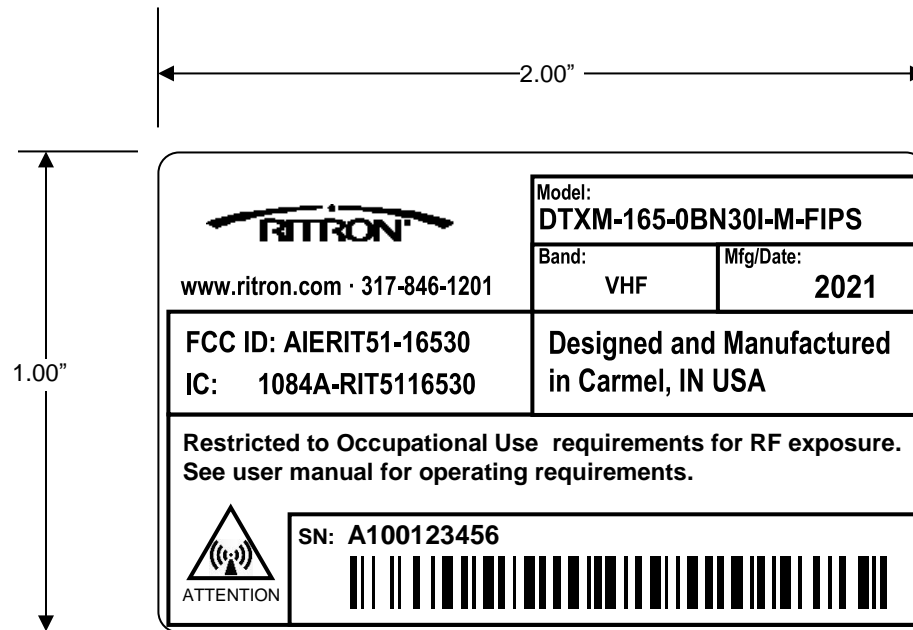 2.00”
1.00”
RITRON
www.ritron.com · 317-846-1201
Model:
DTXM-165-0BN30I-M-FIPS
Band:
VHF
Mfg/Date:
2021
FCC ID: AIERIT51-16530
IC: 1084A-RIT5116530
Designed and Manufactured
in Carmel, IN USA
Restricted to Occupational Use requirements for RF exposure.
See user manual for operating requirements.
ATTENTION
SN: A100123456